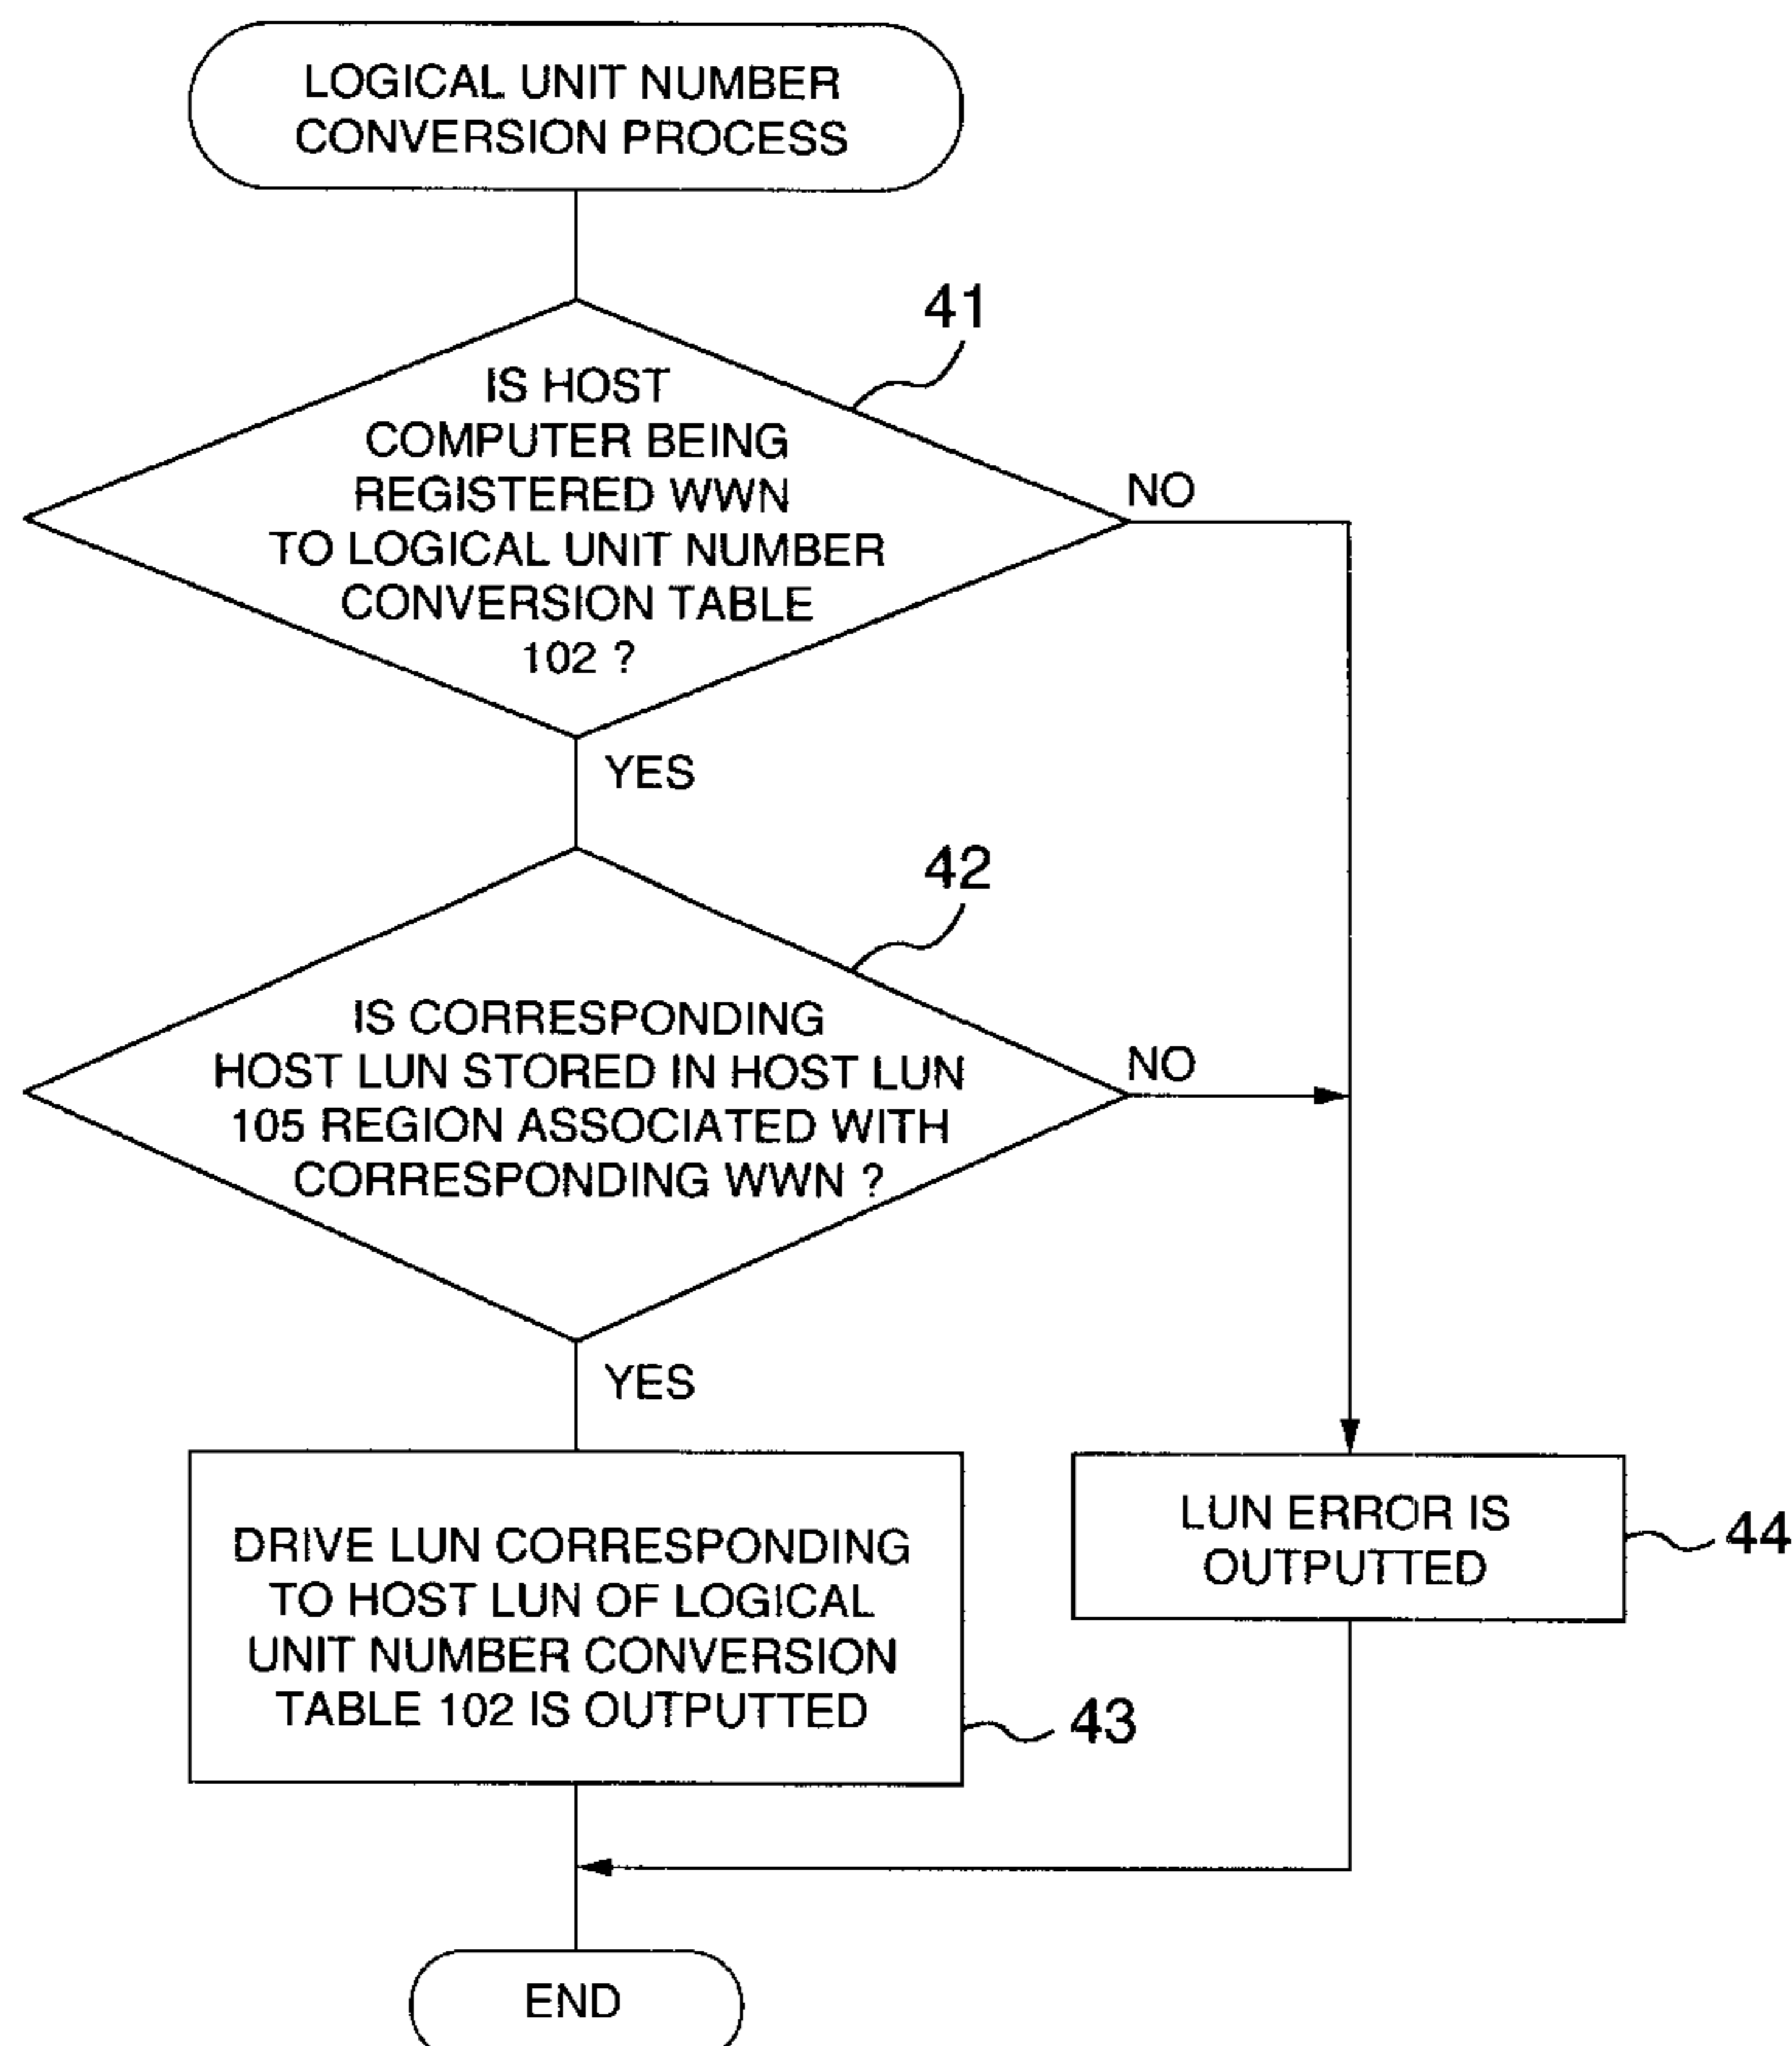 LOGICAL UNIT NUMBER
CONVERSION PROCESS
41
IS HOST
COMPUTER BEING
REGISTERED WWN
TO LOGICAL UNIT NUMBER
CONVERSION TABLE
102 ?
NO
YES
42
IS CORRESPONDING
HOST LUN STORED IN HOST LUN
105 REGION ASSOCIATED WITH
CORRESPONDING WWN ?
NO
YES
DRIVE LUN CORRESPONDING
TO HOST LUN OF LOGICAL
UNIT NUMBER CONVERSION
TABLE 102 IS OUTPUTTED
43
LUN ERROR IS
OUTPUTTED
44
END